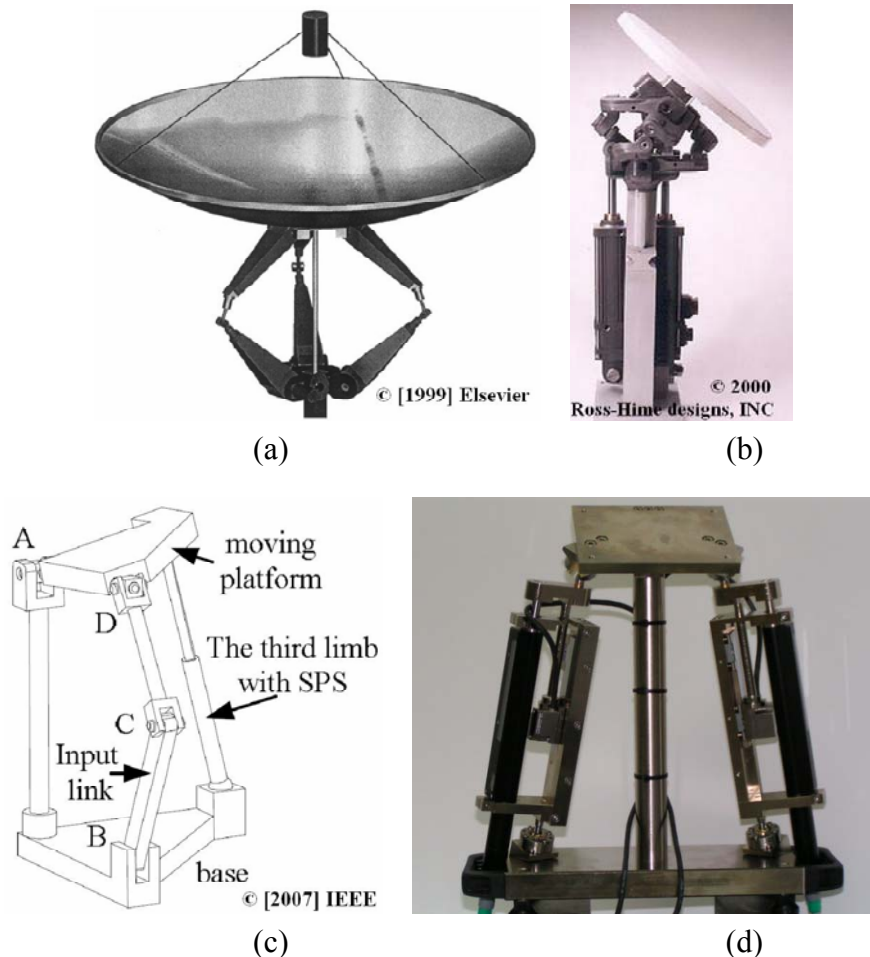 © [1999] Elsevier
© 2000
Ross-Hime designs, INC
(a)
(b)
A
moving
platform
D
The third limb
with SPS
C
Input
link
B
base
© [2007] IEEE
(c)
(d)